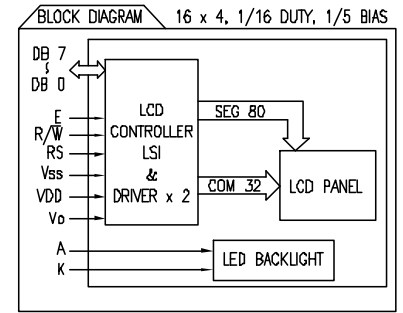 BLOCK DIAGRAM 16 x 4, 1/16 DUTY, 1/5 BIAS
DB 7
DB 0
E
R/W̅
RS
Vss
VDD
Vo
A
K
LCD
CONTROLLER
LSI
&
DRIVER x 2
SEG 80
COM 32
LCD PANEL
LED BACKLIGHT